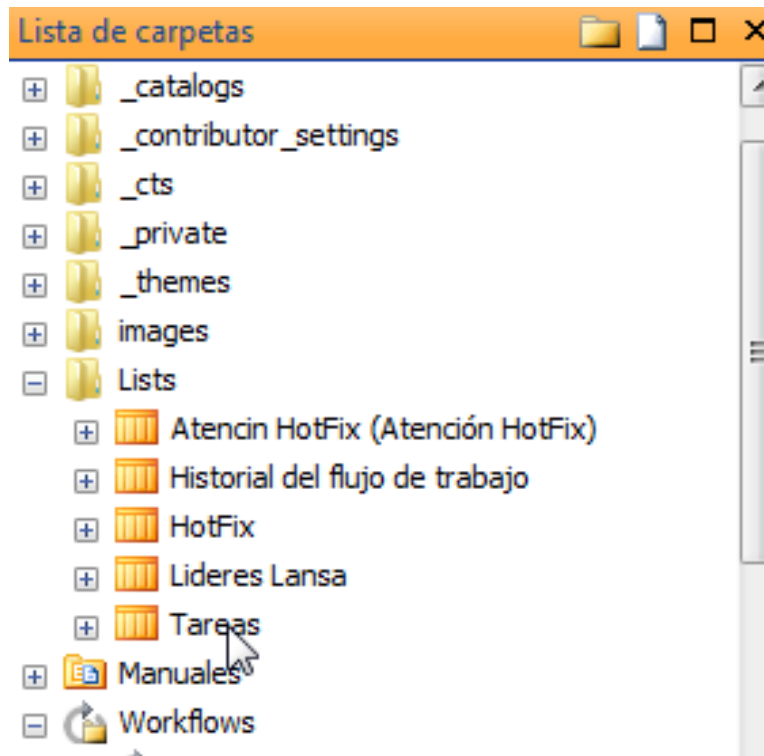 Lista de carpetas
_catalogs
_contributor_settings
_cts
_private
_themes
images
Lists
Atencin HotFix (Atención HotFix)
Historial del flujo de trabajo
HotFix
Lideres Lansa
Tareas
Manuales
Workflows